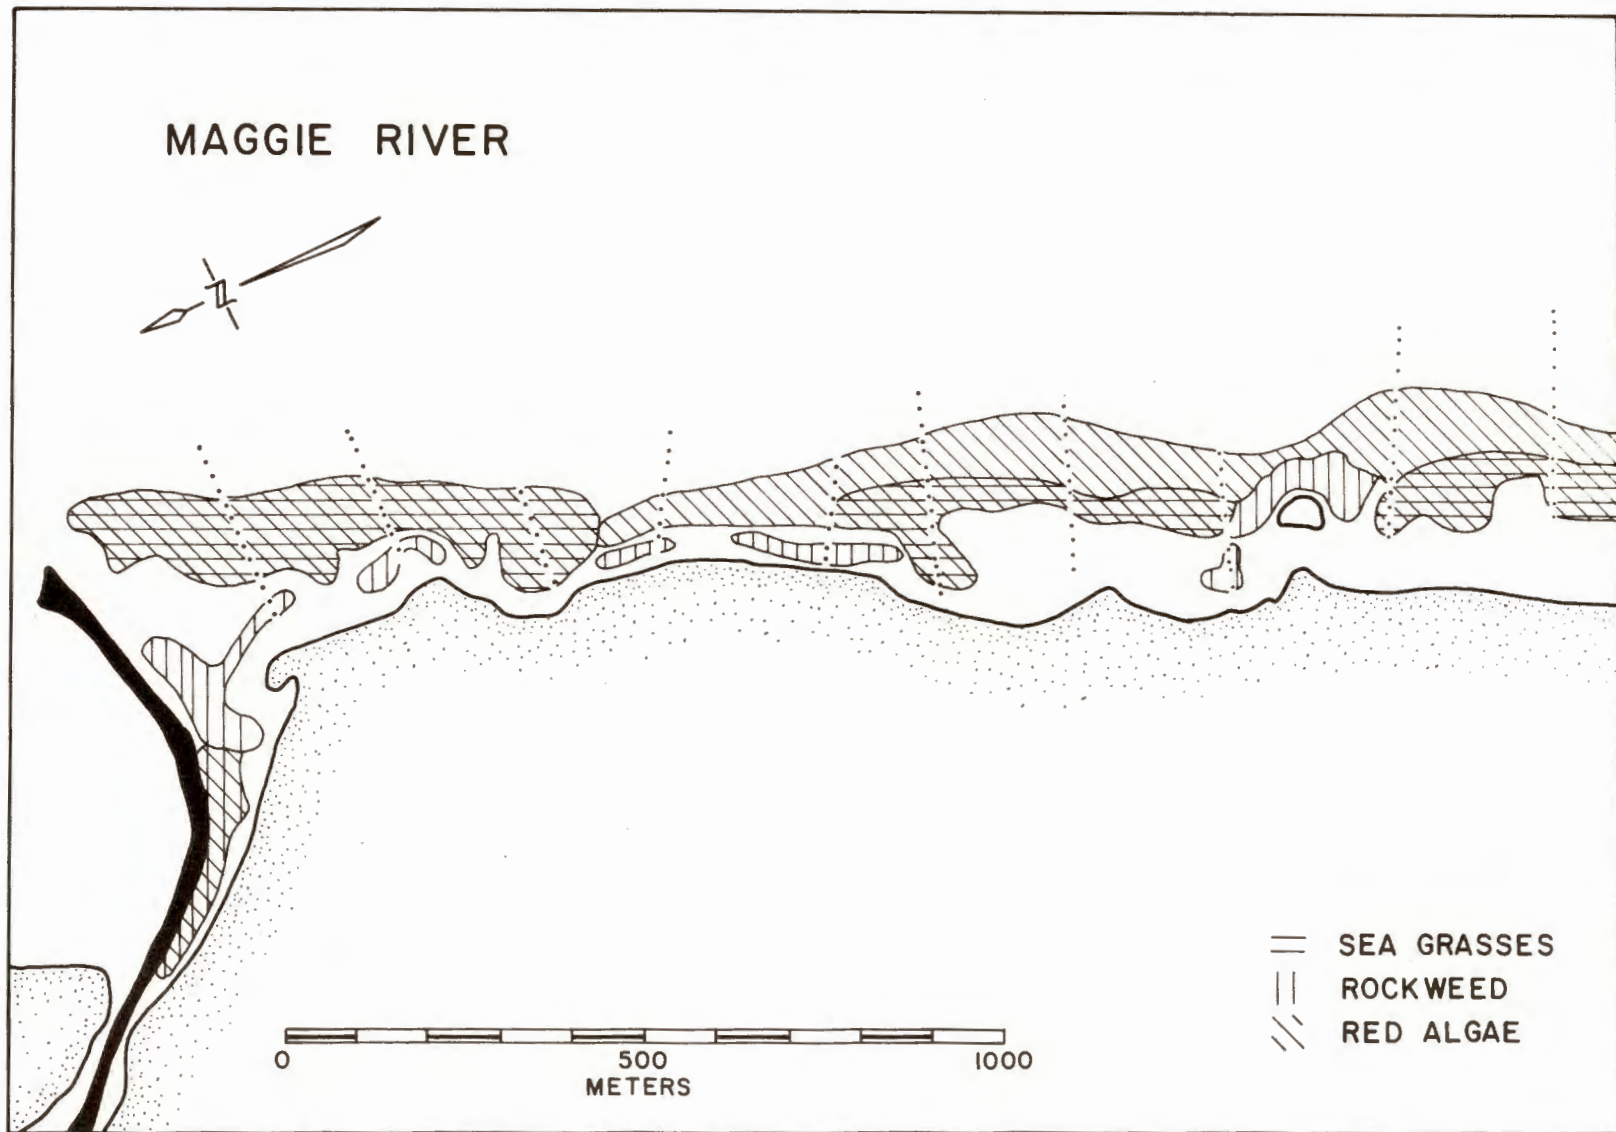 MAGGIE RIVER
N
SEA GRASSES
ROCKWEED
RED ALGAE
0 500 1000
METERS